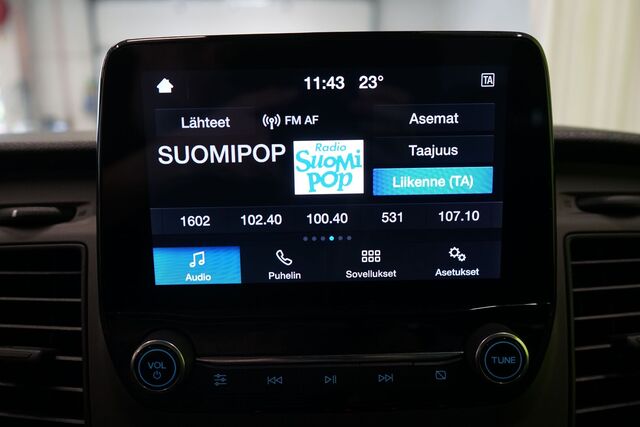 11:43 23°
TA
Lähteet
FM AF
Asemat
SUOMIPOP
Radio
SuoMi
POP
Taajuus
Liikenne (TA)
1602 102.40 100.40 531 107.10
Audio
Puhelin
Sovellukset
Asetukset
VOL
TUNE